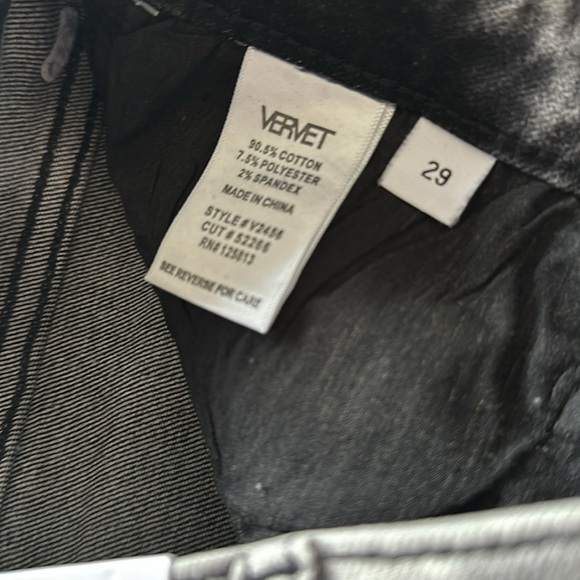 VERVET
90.5% COTTON
7.5% POLYESTER
2% SPANDEX
MADE IN CHINA
STYLE # V2456
CUT # 52266
RN# 125813
SEE REVERSE FOR CARE
29